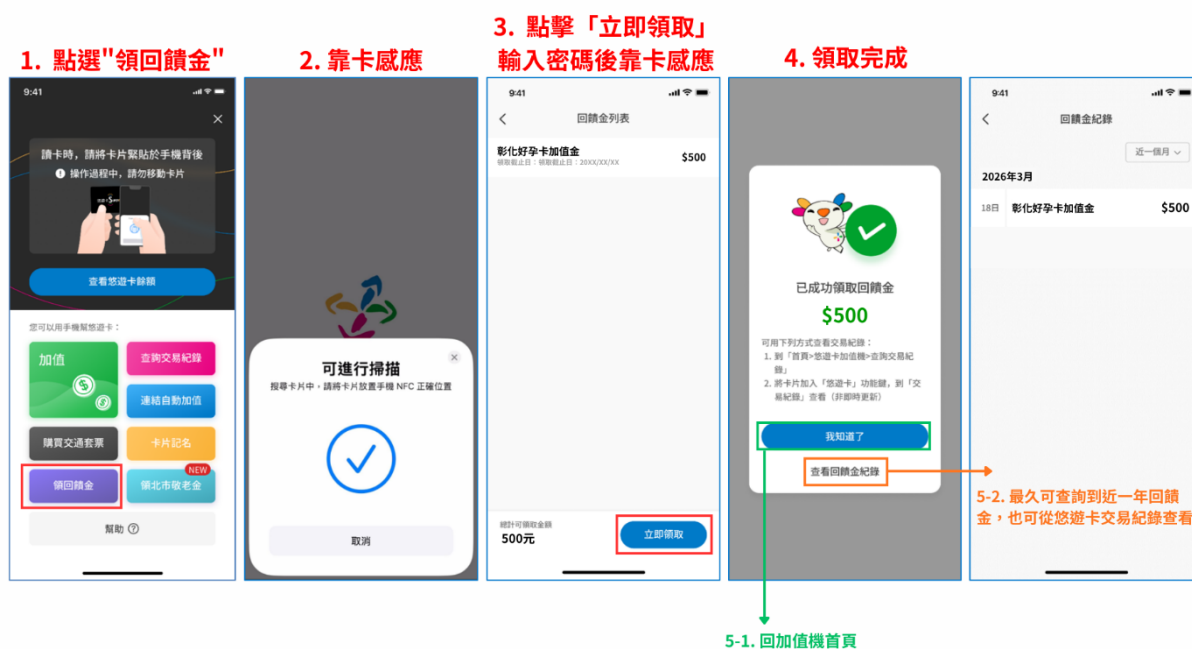 1. 點選"領回饋金"
9:41
讀卡時，請將卡片緊貼於手機背後
操作過程中，請勿移動卡片
查看悠遊卡餘額
您可以用手機幫悠遊卡：
加值
查詢交易紀錄
連結自動加值
購買交通套票
卡片記名
領回饋金
NEW
領北市敬老金
幫助
2. 靠卡感應
可進行掃描
搜尋卡片中，請將卡片放置手機 NFC 正確位置
取消
3. 點擊「立即領取」
輸入密碼後靠卡感應
9:41
回饋金列表
彰化好孕卡加值金
領取截止日：領取截止日：20XX/XX/XX
$500
總計可領取金額
500元
立即領取
4. 領取完成
已成功領取回饋金
$500
可用下列方式查看交易紀錄：
1. 到「首頁>悠遊卡加值機>查詢交易紀
錄」
2. 將卡片加入「悠遊卡」功能鍵，到「交
易紀錄」查看（非即時更新）
我知道了
查看回饋金紀錄
5-1. 回加值機首頁
9:41
回饋金紀錄
近一個月
2026年3月
18日 彰化好孕卡加值金 $500
5-2. 最久可查詢到近一年回饋
金，也可從悠遊卡交易紀錄查看